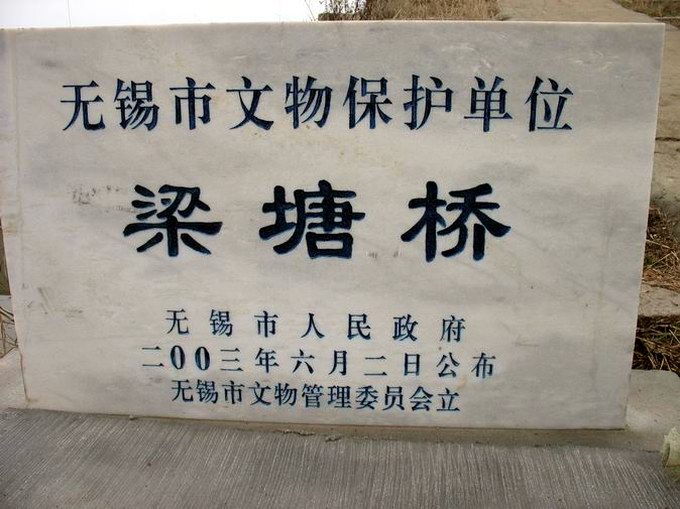 无锡市文物保护单位
梁塘桥
无锡市人民政府
二00三年六月二日公布
无锡市文物管理委员会立